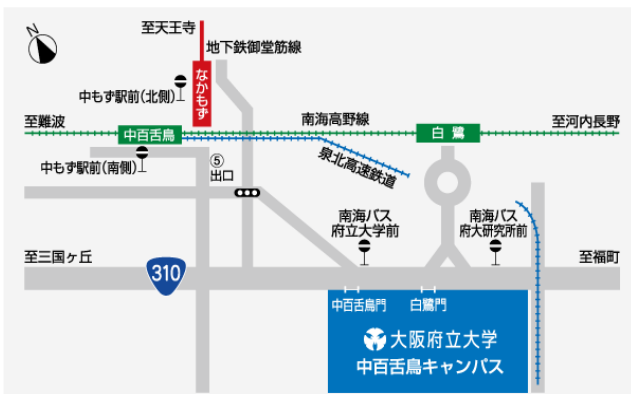 至天王寺
N
地下鉄御堂筋線
なかもず
中もず駅前(北側)
至難波
中百舌鳥
南海高野線
白鷺
至河内長野
中もず駅前(南側)
⑤
出口
泉北高速鉄道
南海バス
府立大学前
南海バス
府大研究所前
至三国ヶ丘
310
至福町
中百舌鳥門
白鷺門
大阪府立大学
中百舌鳥キャンパス